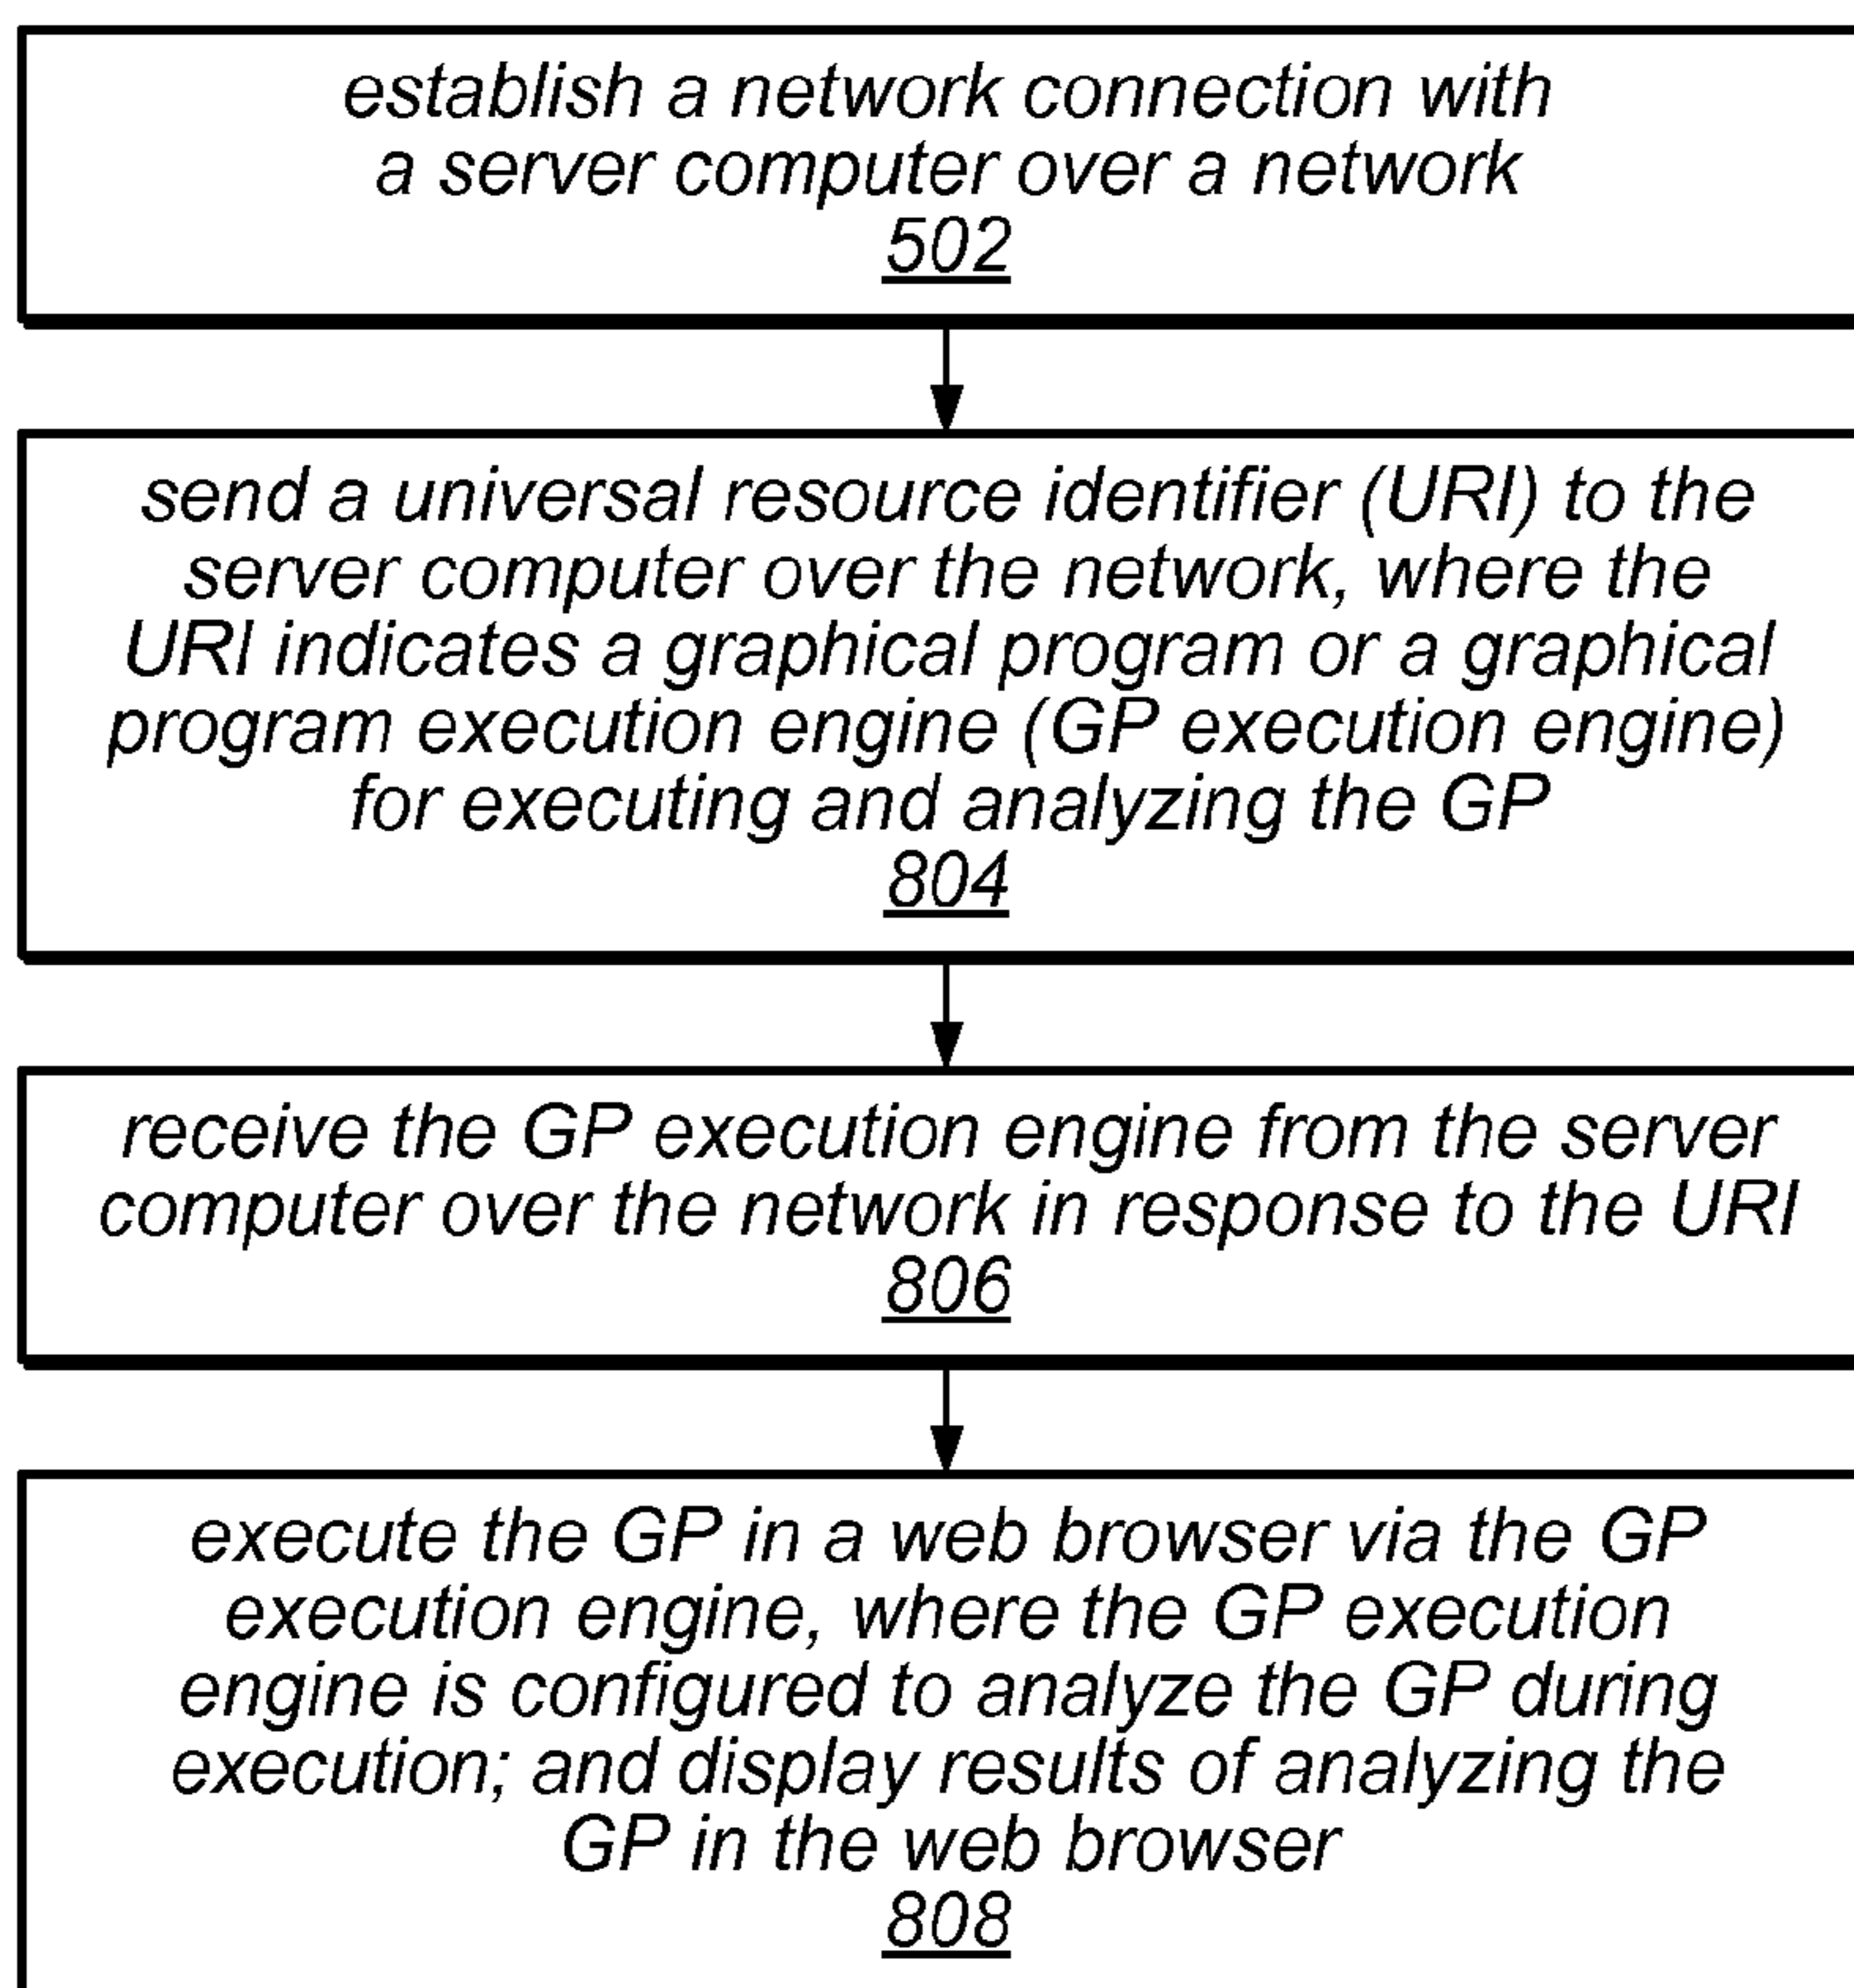 establish a network connection with
a server computer over a network
502
send a universal resource identifier (URI) to the
server computer over the network, where the
URI indicates a graphical program or a graphical
program execution engine (GP execution engine)
for executing and analyzing the GP
804
receive the GP execution engine from the server
computer over the network in response to the URI
806
execute the GP in a web browser via the GP
execution engine, where the GP execution
engine is configured to analyze the GP during
execution; and display results of analyzing the
GP in the web browser
808